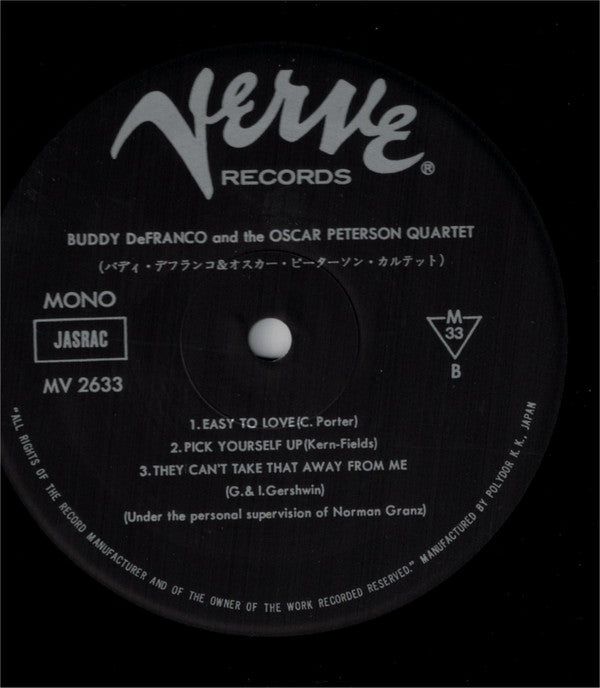 Verve
RECORDS ®
BUDDY DeFRANCO and the OSCAR PETERSON QUARTET
(バディ・デフランコ&オスカー・ピーターソン・カルテット)
MONO
JASRAC
MV 2633
M
33
B
1. EASY TO LOVE (C. Porter)
2. PICK YOURSELF UP (Kern-Fields)
3. THEY CAN'T TAKE THAT AWAY FROM ME
(G. & I. Gershwin)
(Under the personal supervision of Norman Granz)
"ALL RIGHTS OF THE RECORD MANUFACTURER AND OF THE OWNER OF THE WORK RECORDED RESERVED." MANUFACTURED BY POLYDOR K. K., JAPAN